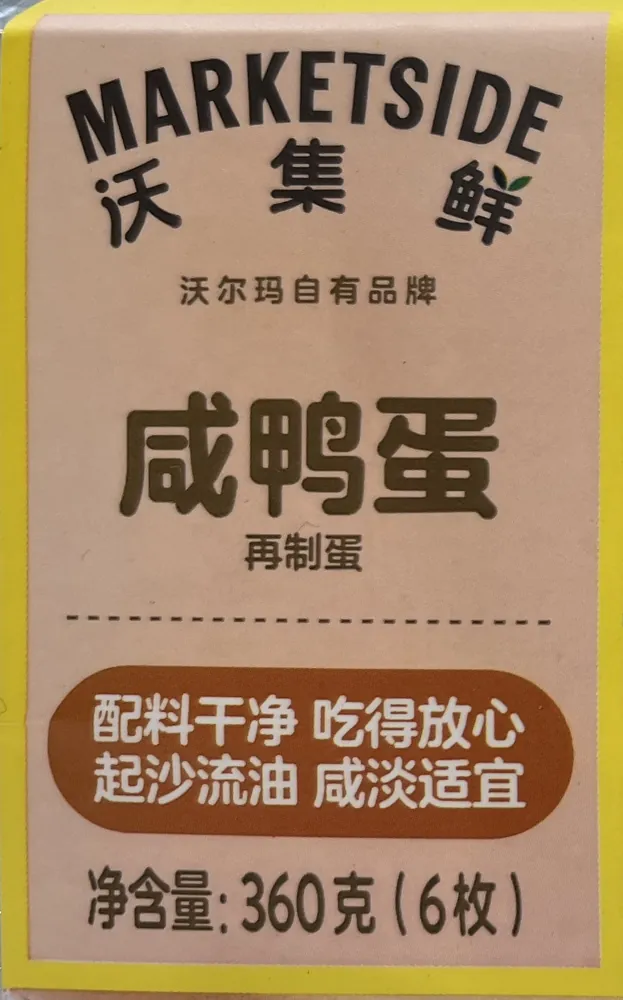 MARKETSIDE
沃集鲜
沃尔玛自有品牌
咸鸭蛋
再制蛋
配料干净 吃得放心
起沙流油 咸淡适宜
净含量:360克(6枚)